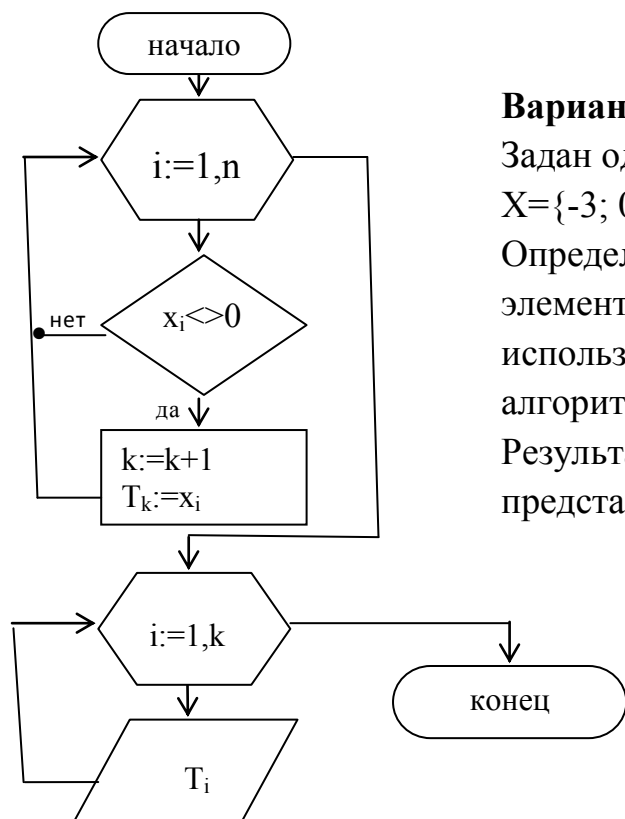 начало
i:=1,n
xi<>0
нет
да
k:=k+1
Tk:=xi
i:=1,k
конец
Ti
Вариан
Задан од
X={-3; 0
Определ
элемент
использ
алгорит
Результа
предста